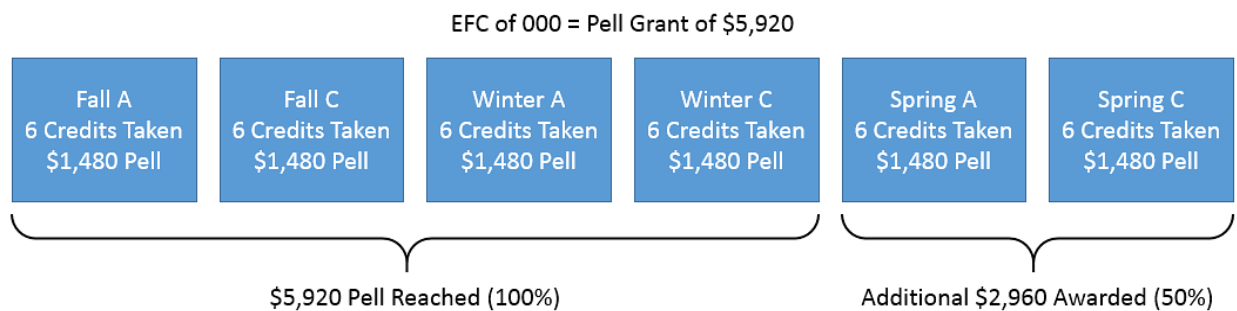 EFC of 000 = Pell Grant of $5,920
Fall A
6 Credits Taken
$1,480 Pell
Fall C
6 Credits Taken
$1,480 Pell
Winter A
6 Credits Taken
$1,480 Pell
Winter C
6 Credits Taken
$1,480 Pell
Spring A
6 Credits Taken
$1,480 Pell
Spring C
6 Credits Taken
$1,480 Pell
$5,920 Pell Reached (100%)
Additional $2,960 Awarded (50%)